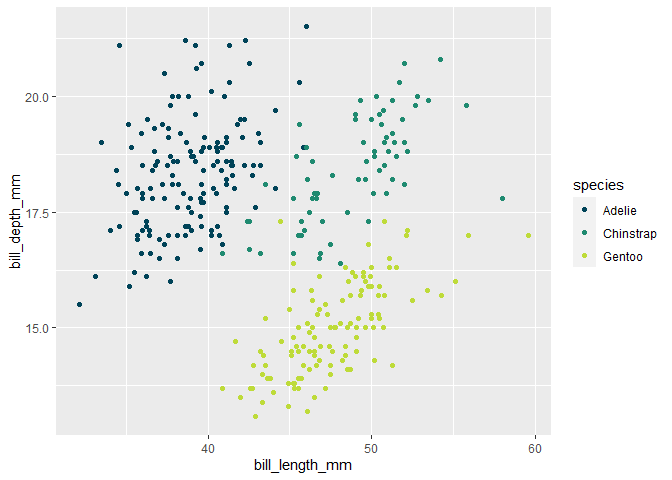 20.0
17.5
15.0
bill_depth_mm
40
50
60
bill_length_mm
species
Adelie
Chinstrap
Gentoo